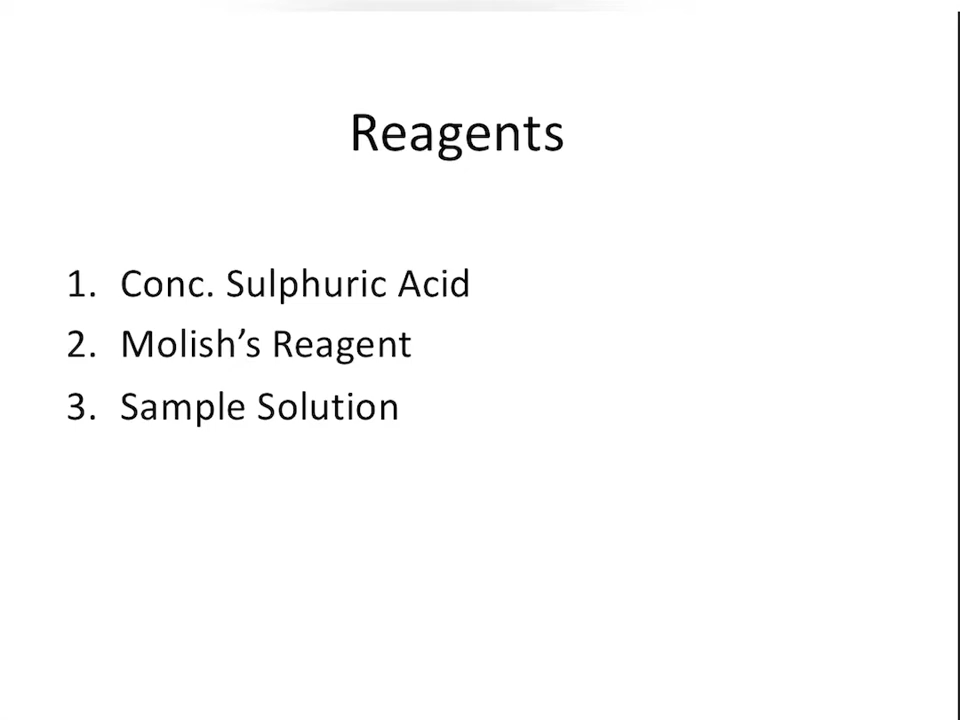 Reagents
1. Conc. Sulphuric Acid
2. Molish’s Reagent
3. Sample Solution